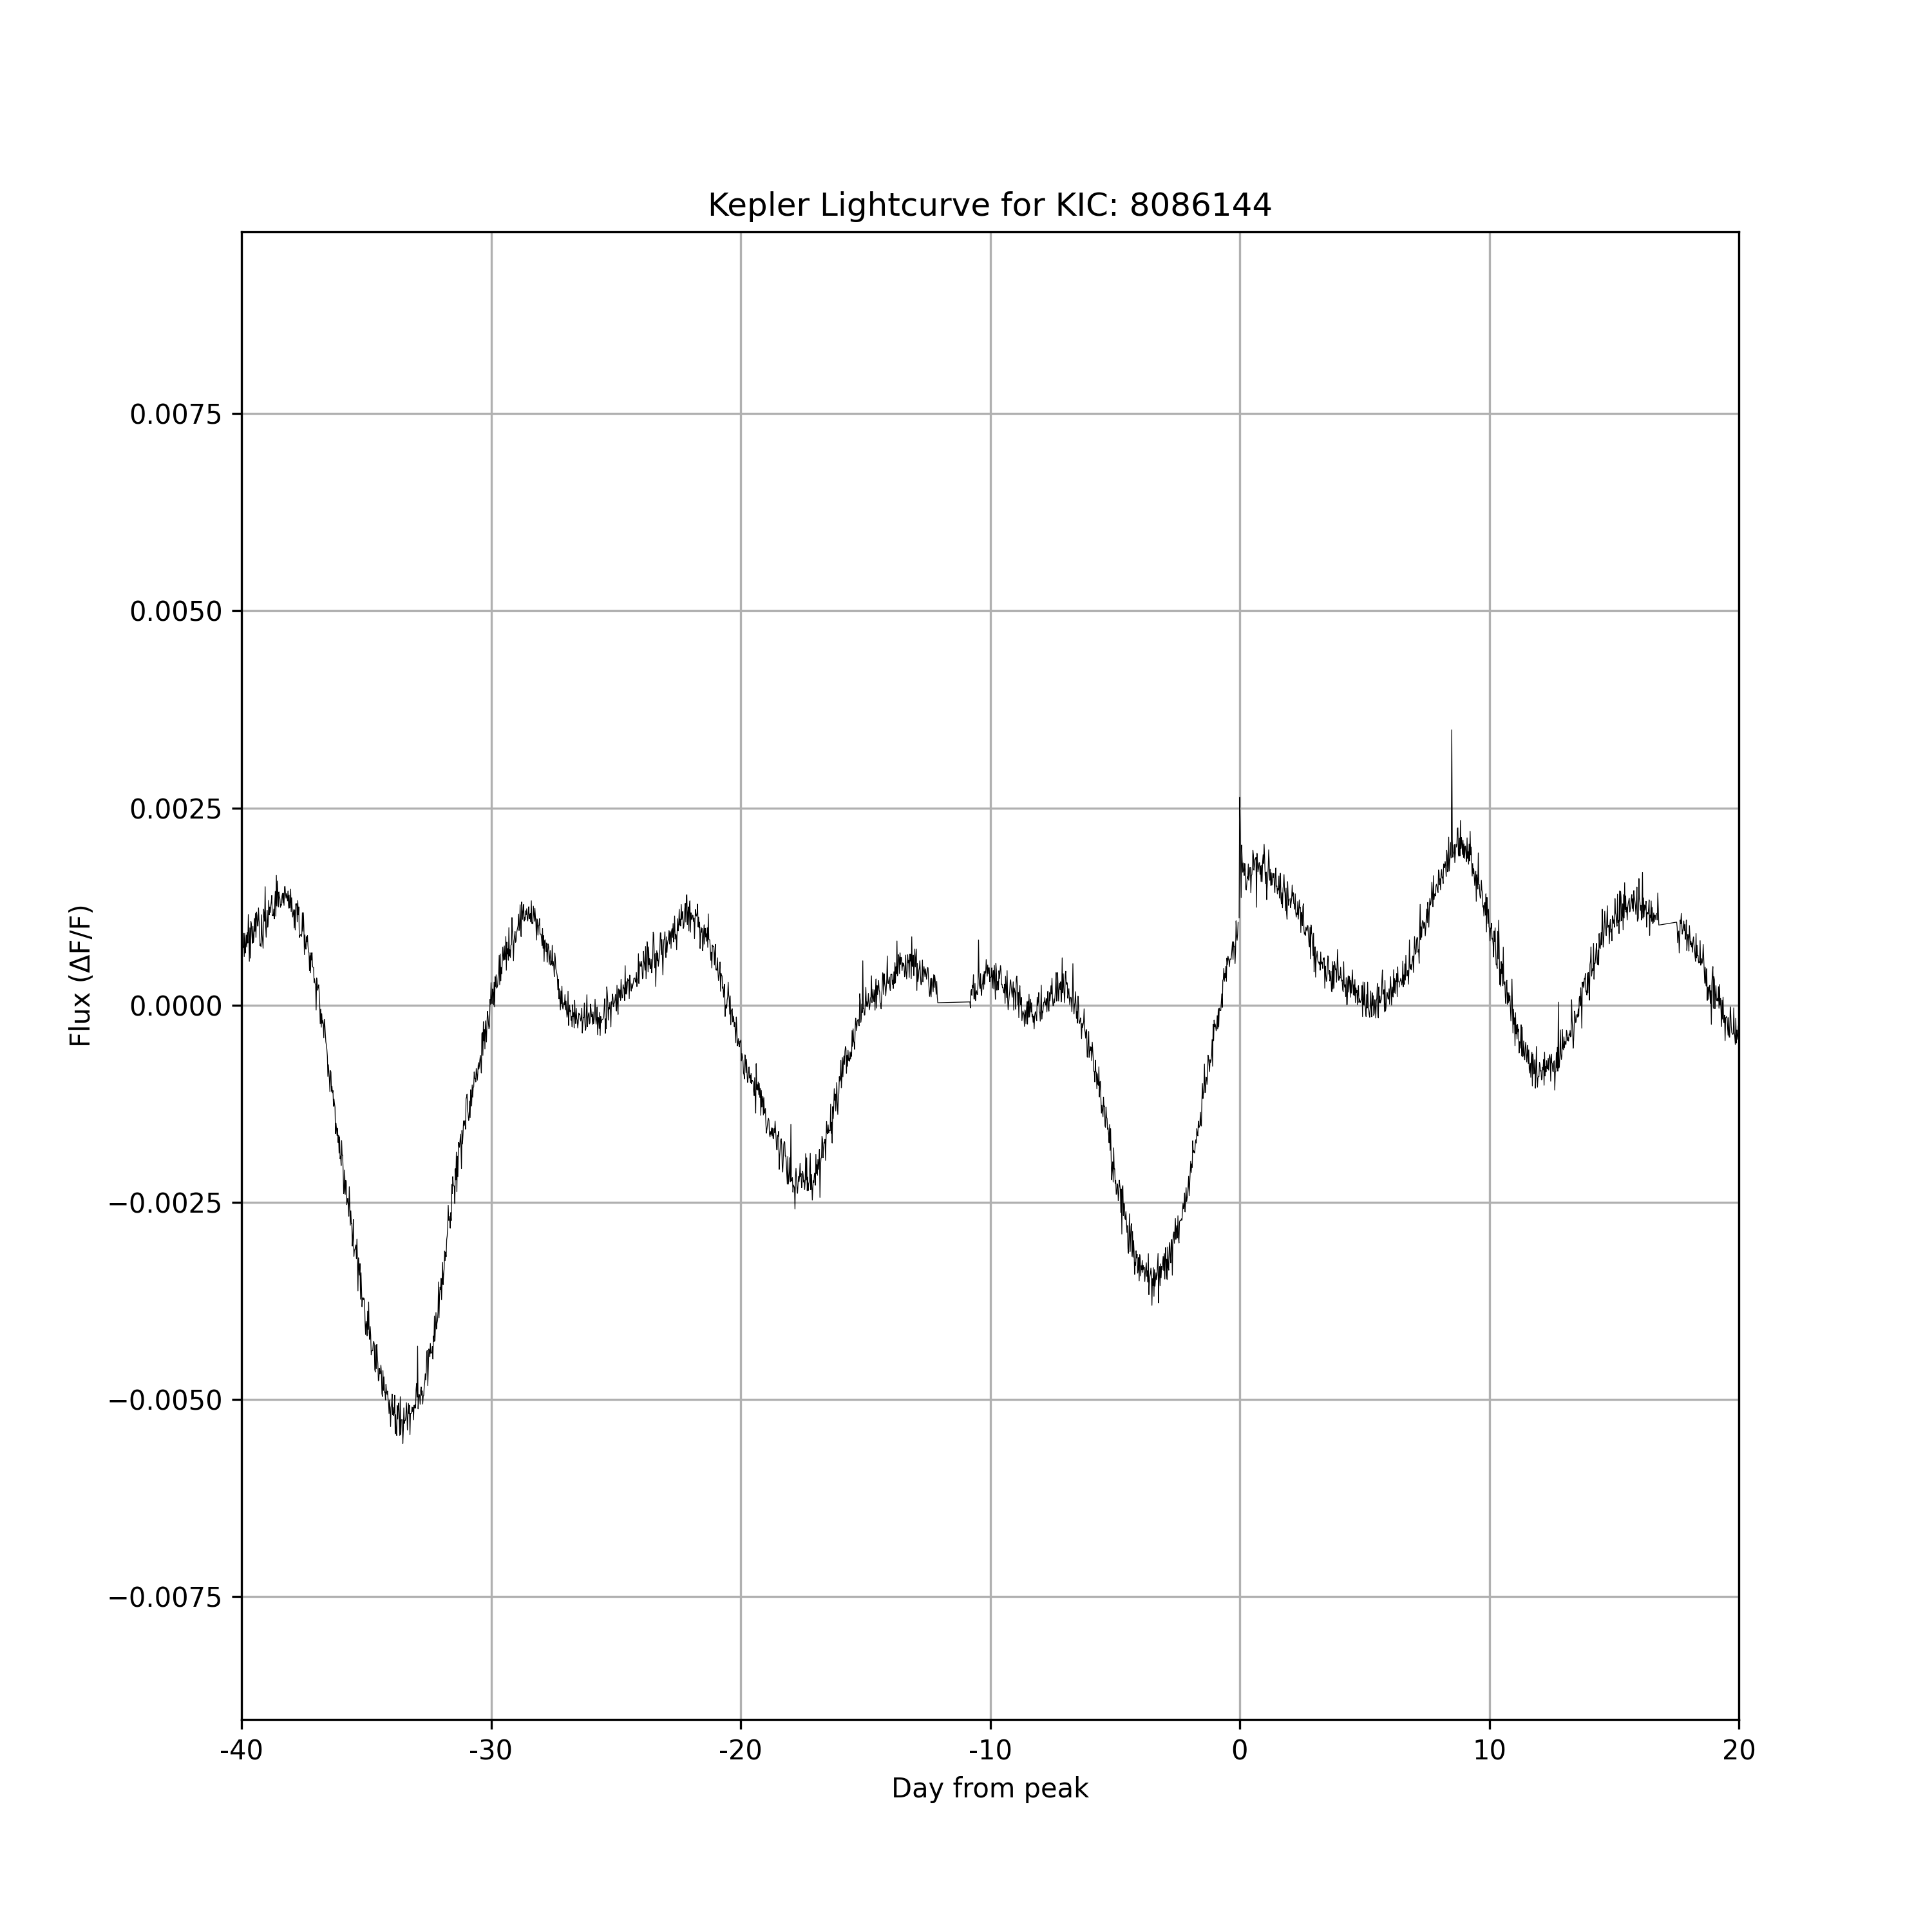 Kepler Lightcurve for KIC: 8086144
Flux (ΔF/F)
0.0075
0.0050
0.0025
0.0000
−0.0025
−0.0050
−0.0075
-40 -30 -20 -10 0 10 20
Day from peak